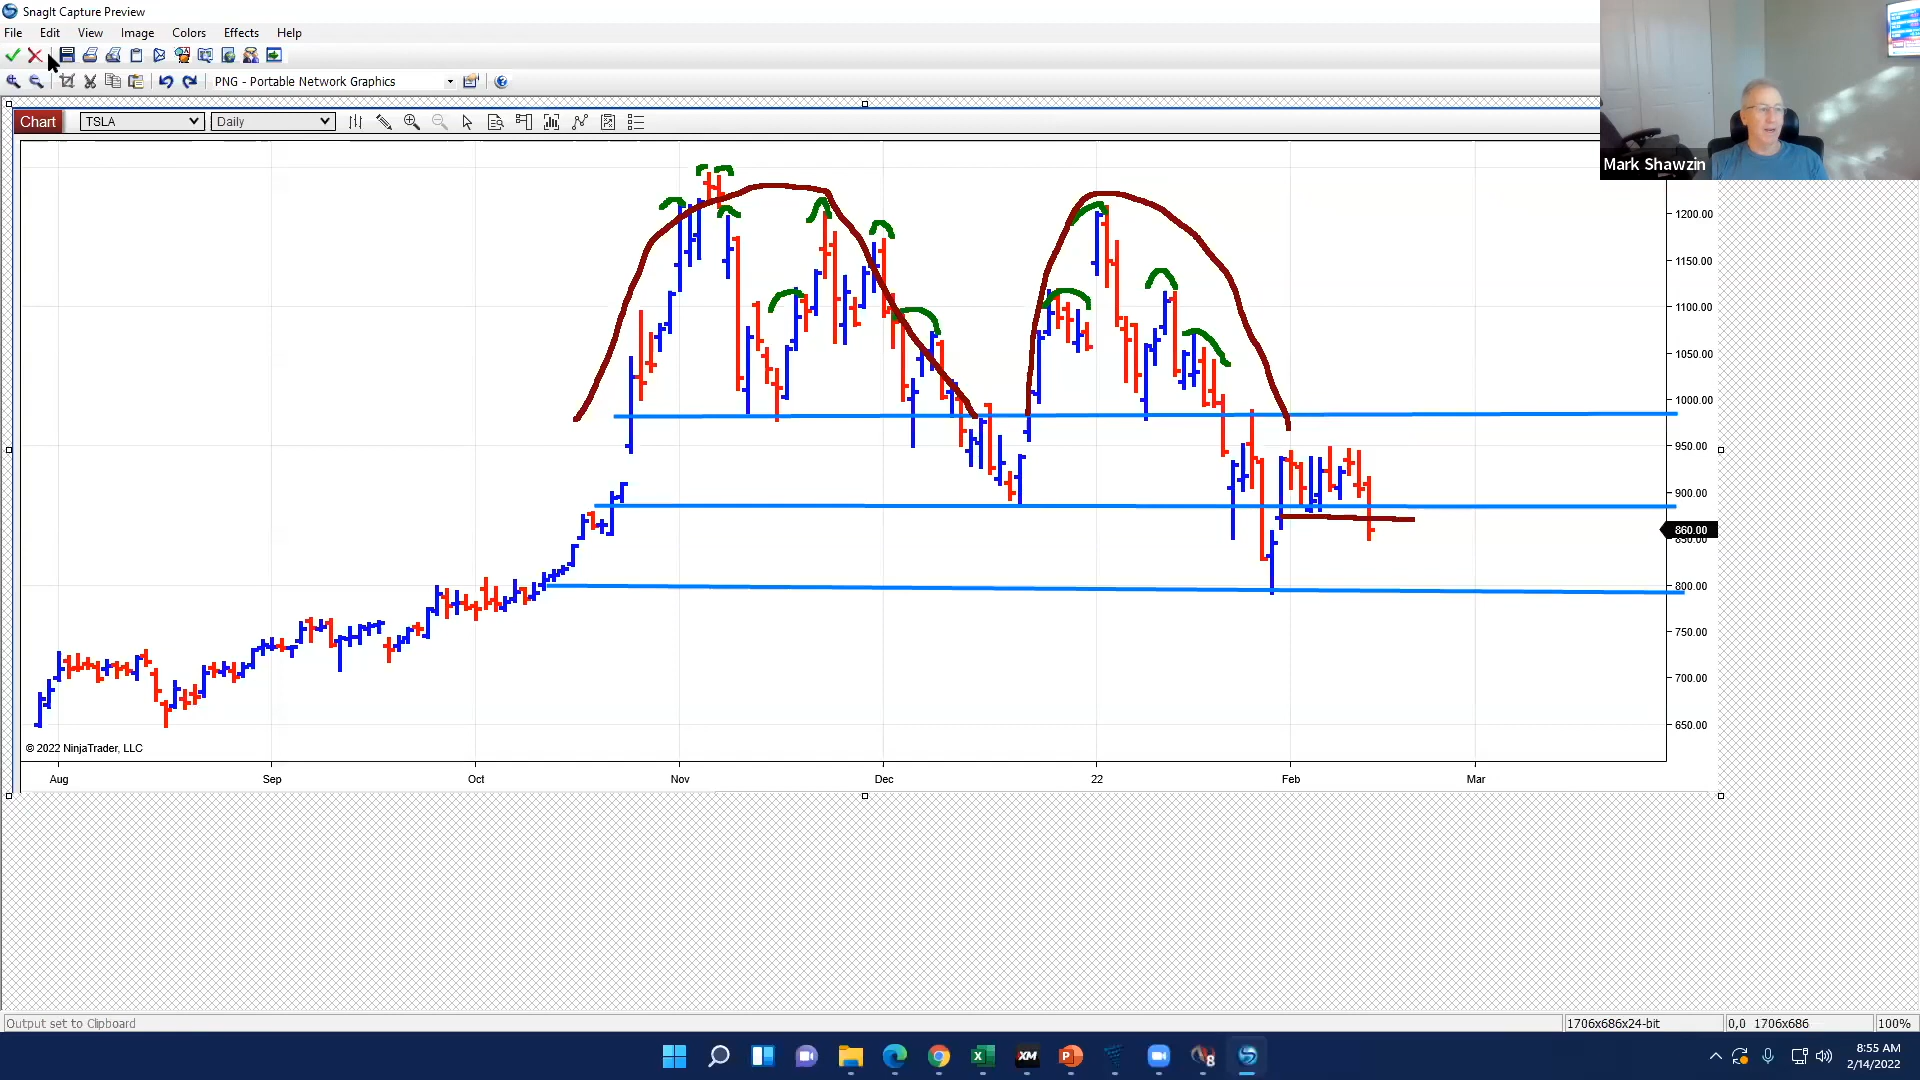 SnagIt Capture Preview
File Edit View Image Colors Effects Help
PNG - Portable Network Graphics
Chart TSLA Daily
Mark Shawzin
1200.00
1150.00
1100.00
1050.00
1000.00
950.00
900.00
860.00
850.00
800.00
750.00
700.00
650.00
© 2022 NinjaTrader, LLC
Aug Sep Oct Nov Dec 22 Feb Mar
Output set to Clipboard 1706x686x24-bit 0,0 1706x686 100%
XM
8:55 AM
2/14/2022